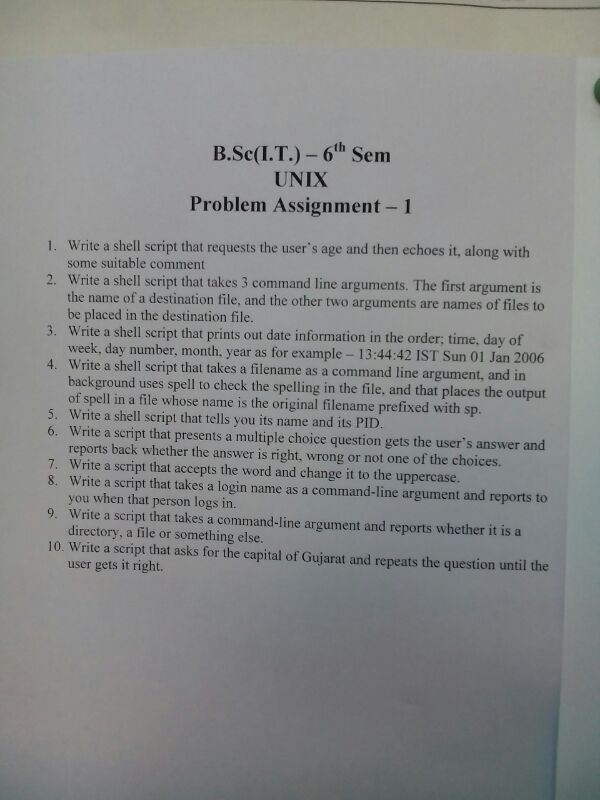 B.Sc(I.T.) – 6th Sem
UNIX
Problem Assignment – 1
1. Write a shell script that requests the user's age and then echoes it, along with
some suitable comment
2. Write a shell script that takes 3 command line arguments. The first argument is
the name of a destination file, and the other two arguments are names of files to
be placed in the destination file.
3. Write a shell script that prints out date information in the order; time, day of
week, day number, month, year as for example – 13:44:42 IST Sun 01 Jan 2006
4. Write a shell script that takes a filename as a command line argument, and in
background uses spell to check the spelling in the file, and that places the output
of spell in a file whose name is the original filename prefixed with sp.
5. Write a shell script that tells you its name and its PID.
6. Write a script that presents a multiple choice question gets the user's answer and
reports back whether the answer is right, wrong or not one of the choices.
7. Write a script that accepts the word and change it to the uppercase.
8. Write a script that takes a login name as a command-line argument and reports to
you when that person logs in.
9. Write a script that takes a command-line argument and reports whether it is a
directory, a file or something else.
10. Write a script that asks for the capital of Gujarat and repeats the question until the
user gets it right.